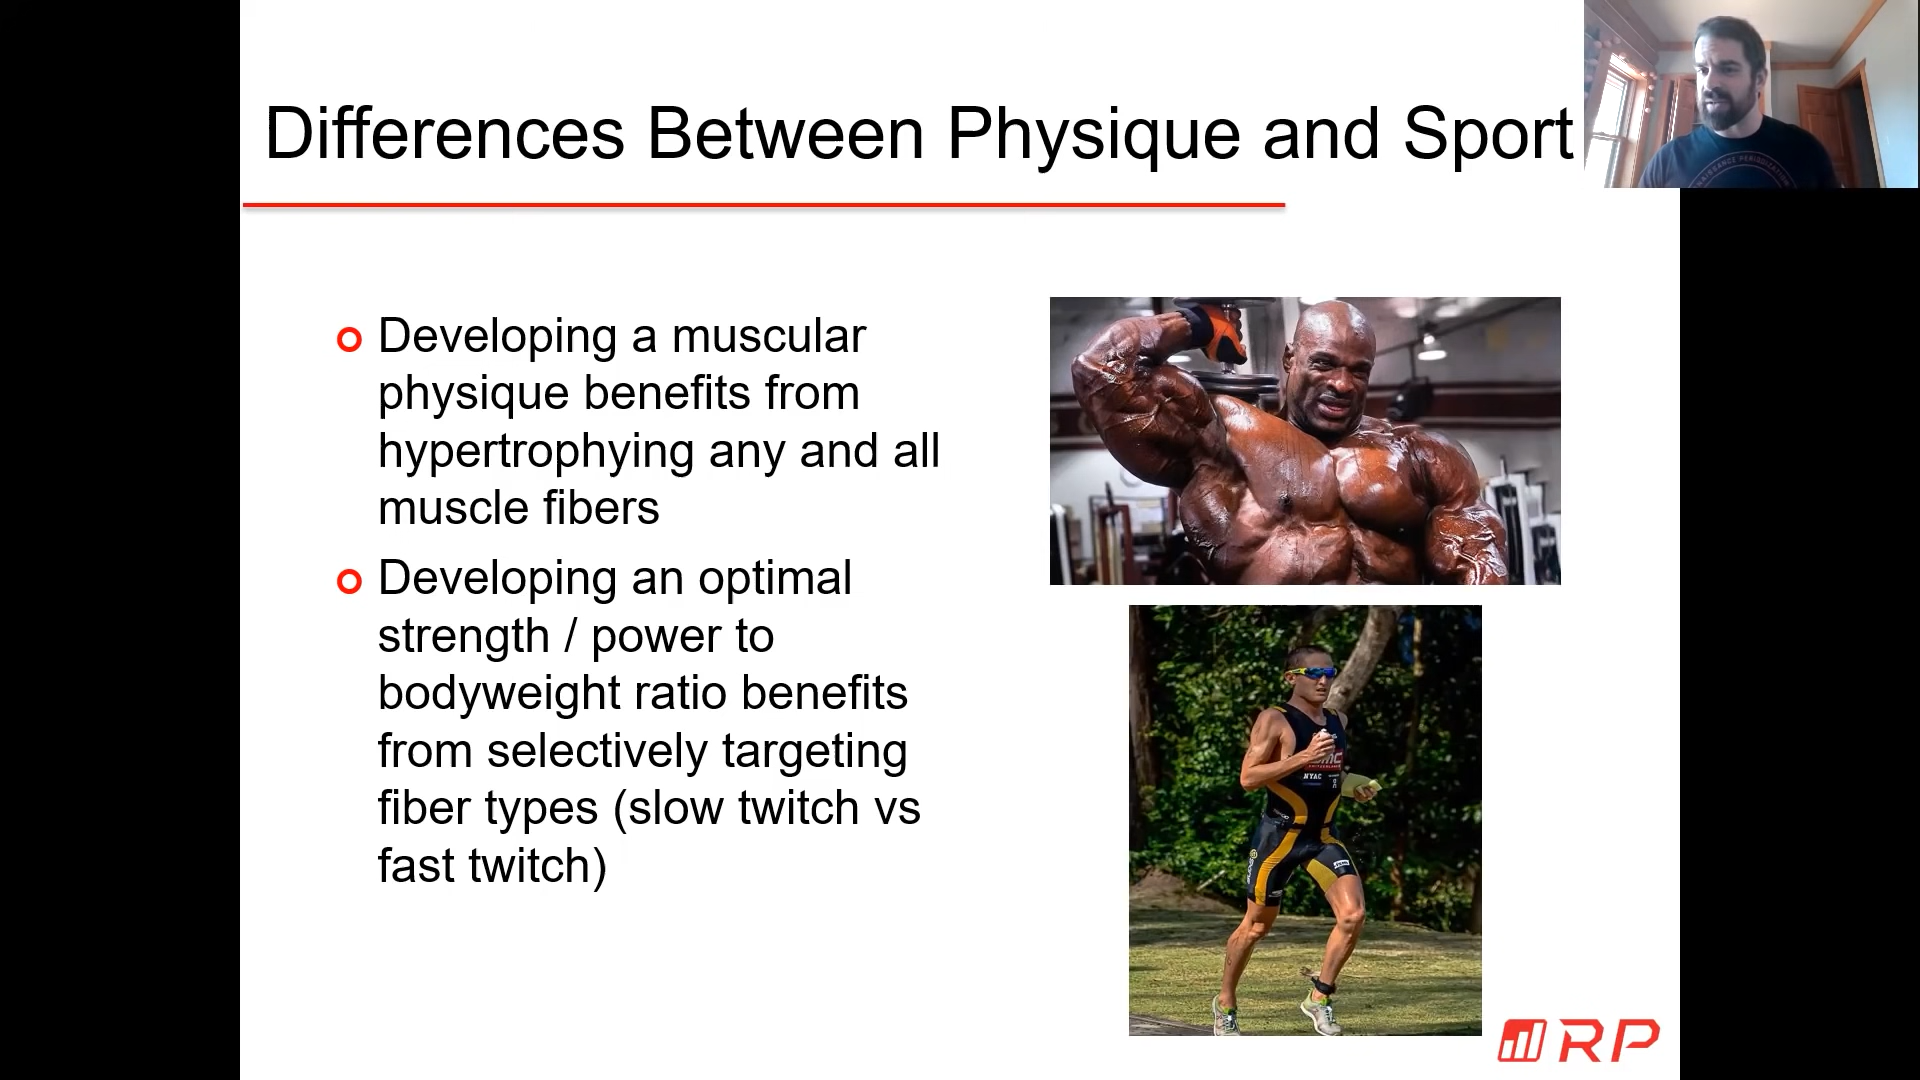 Differences Between Physique and Sport
Developing a muscular
physique benefits from
hypertrophying any and all
muscle fibers
Developing an optimal
strength / power to
bodyweight ratio benefits
from selectively targeting
fiber types (slow twitch vs
fast twitch)
NYAC
RP